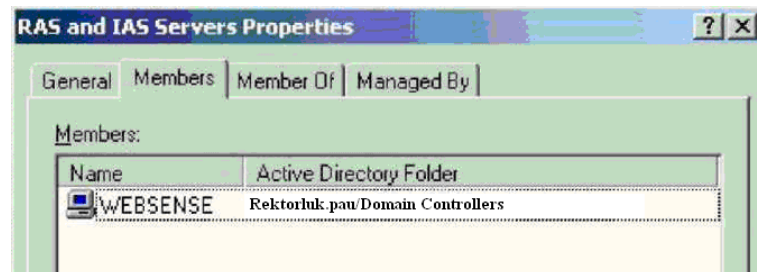 RAS and IAS Servers Properties
General Members Member Of Managed By
Members:
Name Active Directory Folder
WEBSENSE Rektorluk.pau/Domain Controllers